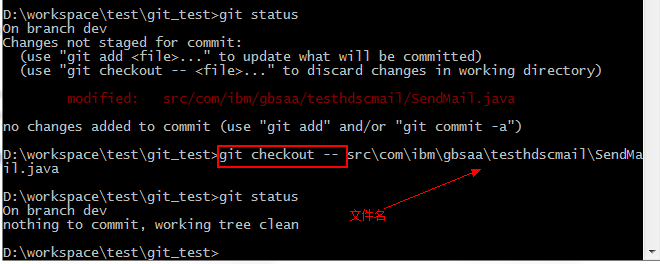 D:\workspace\test\git_test>git status
On branch dev
Changes not staged for commit:
  (use "git add <file>..." to update what will be committed)
  (use "git checkout -- <file>..." to discard changes in working directory)
        modified:   src/com/ibm/gbsaa/testhdscmail/SendMail.java
no changes added to commit (use "git add" and/or "git commit -a")
D:\workspace\test\git_test>git checkout -- src\com\ibm\gbsaa\testhdscmail\SendMa
il.java
D:\workspace\test\git_test>git status
On branch dev
文件名
nothing to commit, working tree clean
D:\workspace\test\git_test>